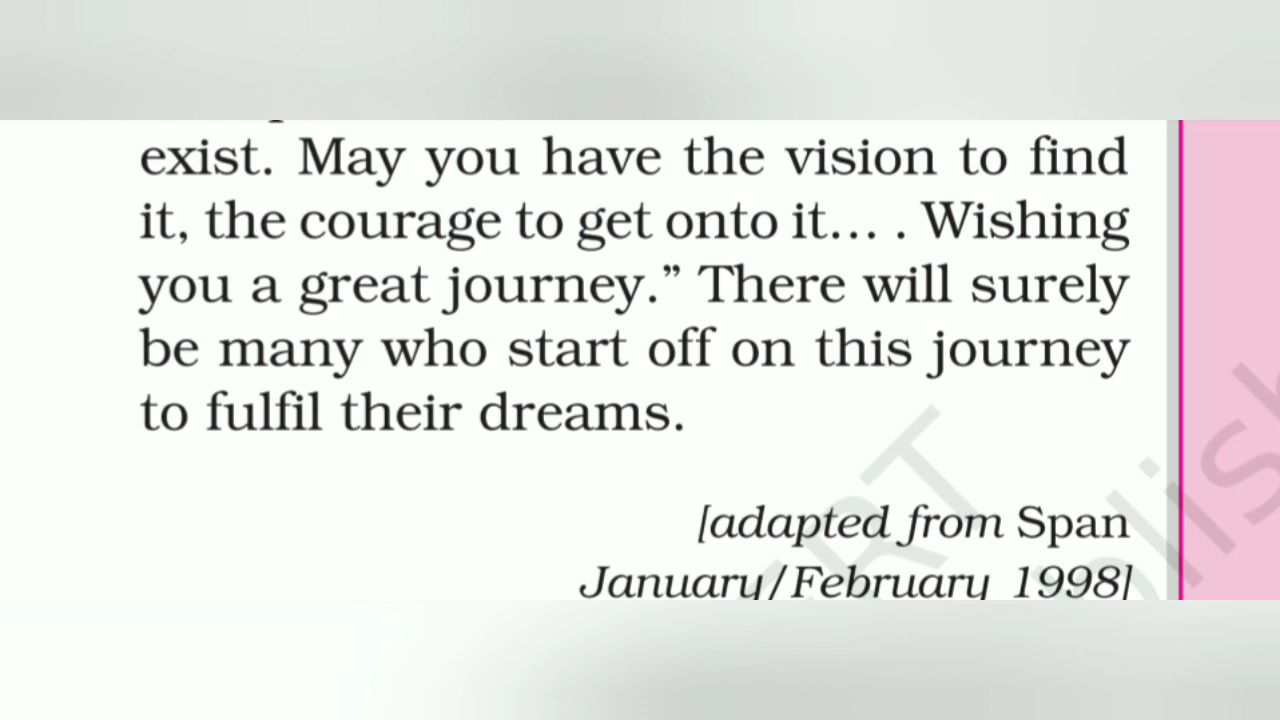 exist. May you have the vision to find
it, the courage to get onto it... . Wishing
you a great journey.” There will surely
be many who start off on this journey
to fulfil their dreams.
[adapted from Span
January/February 1998]